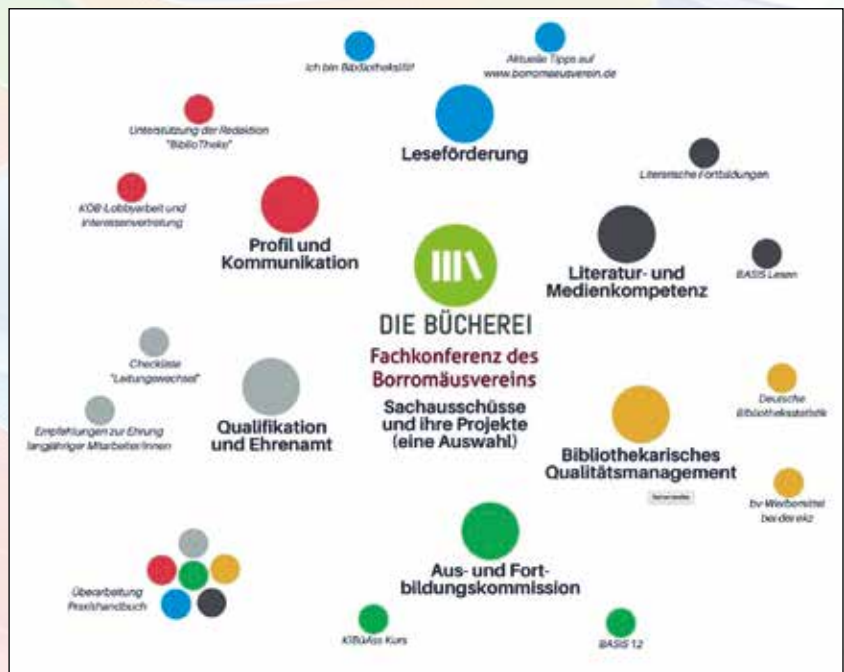 Ich bin Bibliotheksfit!
Aktuelle Tipps auf
www.borromaeusverein.de
Leseförderung
Unterstützung der Redaktion
"BiblioTheke"
KÖB-Lobbyarbeit und
Interessenvertretung
Profil und
Kommunikation
Literarische Fortbildungen
Literatur- und
Medienkompetenz
BASIS Lesen
DIE BÜCHEREI
Fachkonferenz des
Borromäusvereins
Sachausschüsse
und ihre Projekte
(eine Auswahl)
Checkliste
"Leitungswechsel"
Empfehlungen zur Ehrung
langjähriger Mitarbeiter/innen
Qualifikation
und Ehrenamt
Deutsche
Bibliotheksstatistik
Bibliothekarisches
Qualitätsmanagement
bv-Werbemittel
bei der ekz
Aus- und Fort-
bildungskommission
Überarbeitung
Praxishandbuch
KiBüAss Kurs
BASIS 12